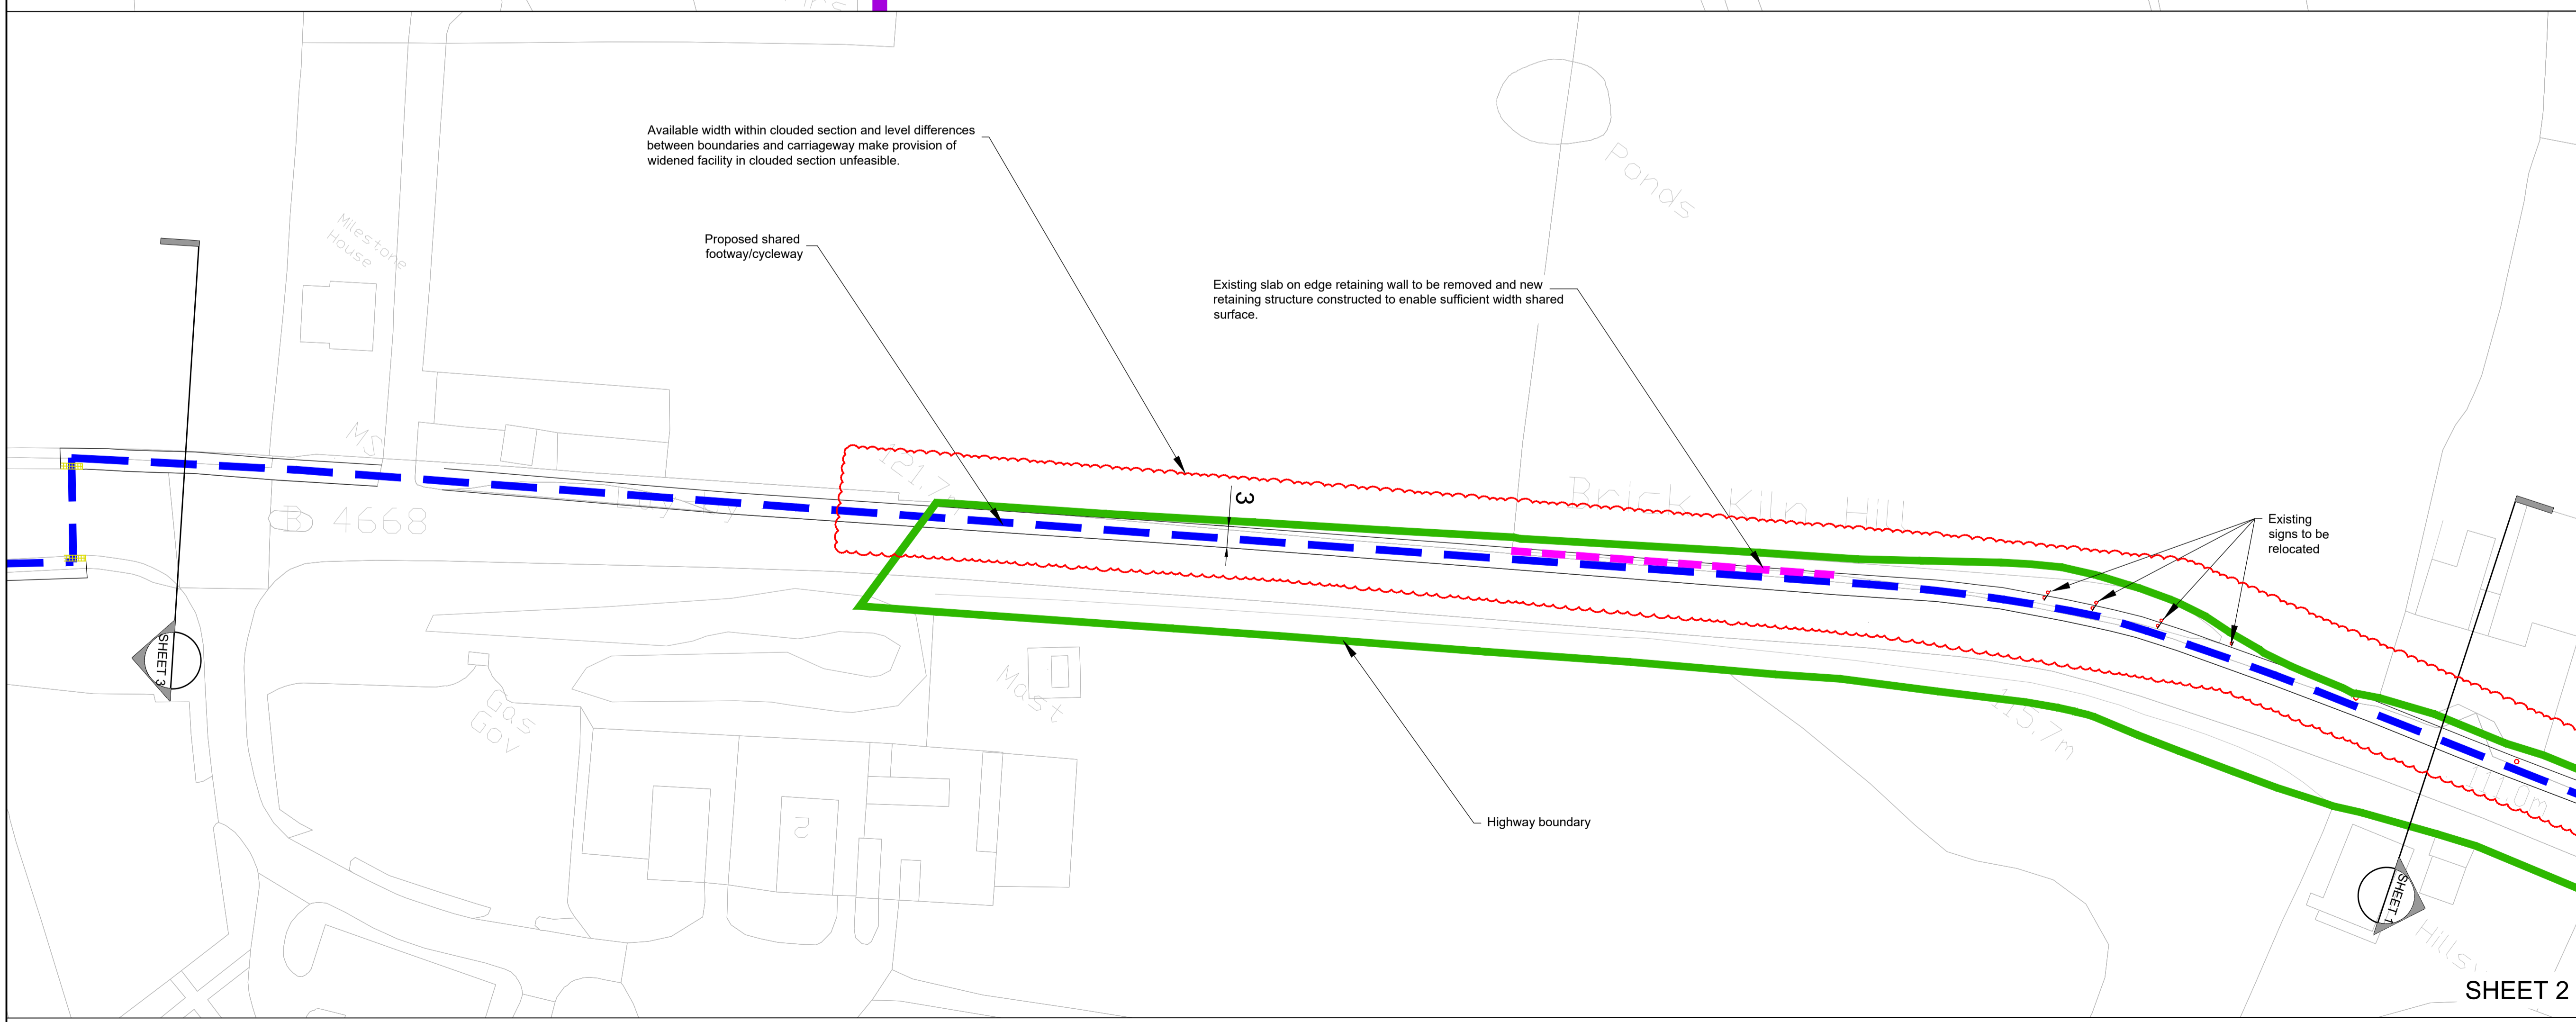 Available width within clouded section and level differences
between boundaries and carriageway make provision of
widened facility in clouded section unfeasible.
Proposed shared
footway/cycleway
Existing slab on edge retaining wall to be removed and new
retaining structure constructed to enable sufficient width shared
surface.
Ponds
Milestone
House
MS
B 4668
3
Brick Kiln Hill
Existing
signs to be
relocated
SHEET 3
Gas
Gov
Mast
2
115.7m
Highway boundary
SHEET 1
SHEET 2